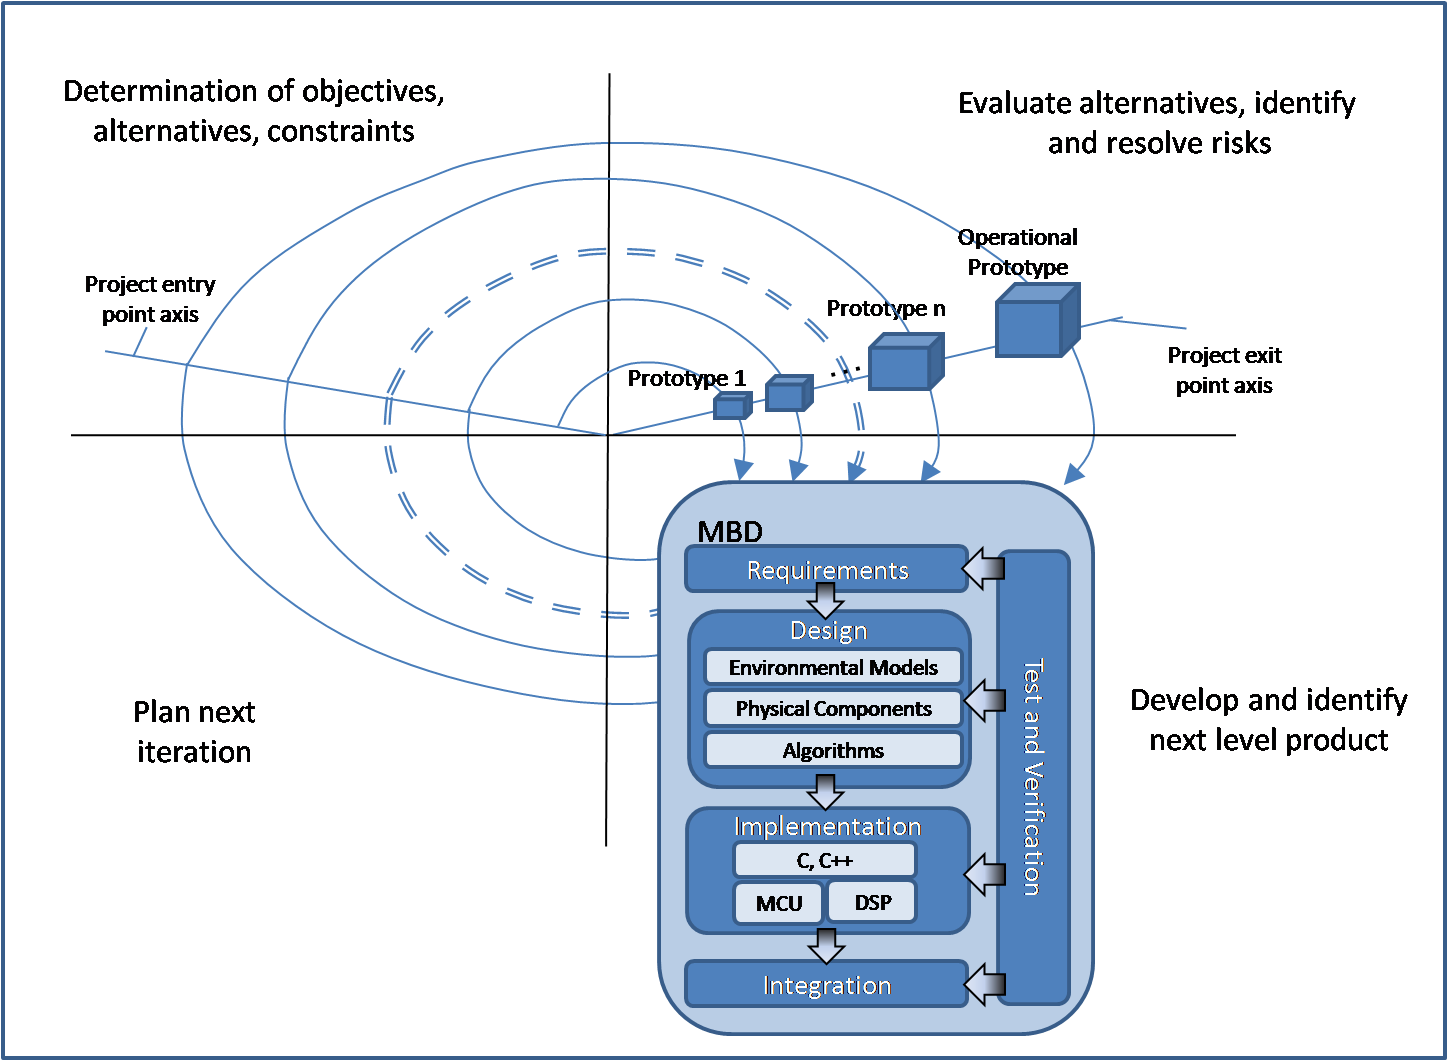 Determination of objectives,
alternatives, constraints
Evaluate alternatives, identify
and resolve risks
Operational
Prototype
Project entry
point axis
Prototype n
Project exit
point axis
Prototype 1
...
MBD
Requirements
Design
Environmental Models
Physical Components
Algorithms
Implementation
C, C++
MCU
DSP
Integration
Test and Verification
Plan next
iteration
Develop and identify
next level product